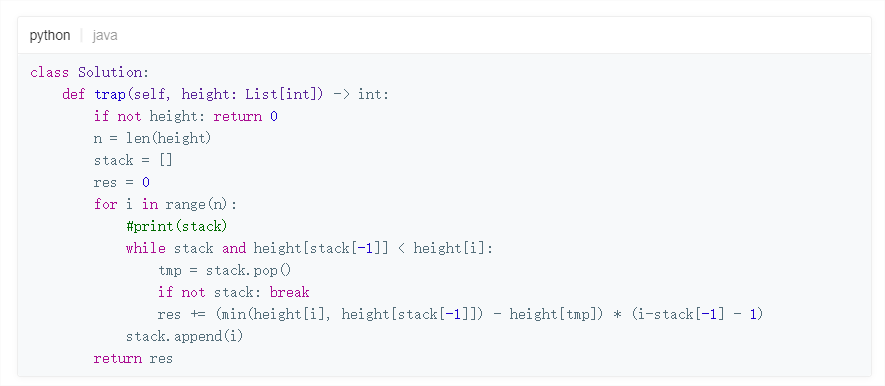 python | java
class Solution:
    def trap(self, height: List[int]) -> int:
        if not height: return 0
        n = len(height)
        stack = []
        res = 0
        for i in range(n):
            #print(stack)
            while stack and height[stack[-1]] < height[i]:
                tmp = stack.pop()
                if not stack: break
                res += (min(height[i], height[stack[-1]]) - height[tmp]) * (i-stack[-1] - 1)
            stack.append(i)
        return res